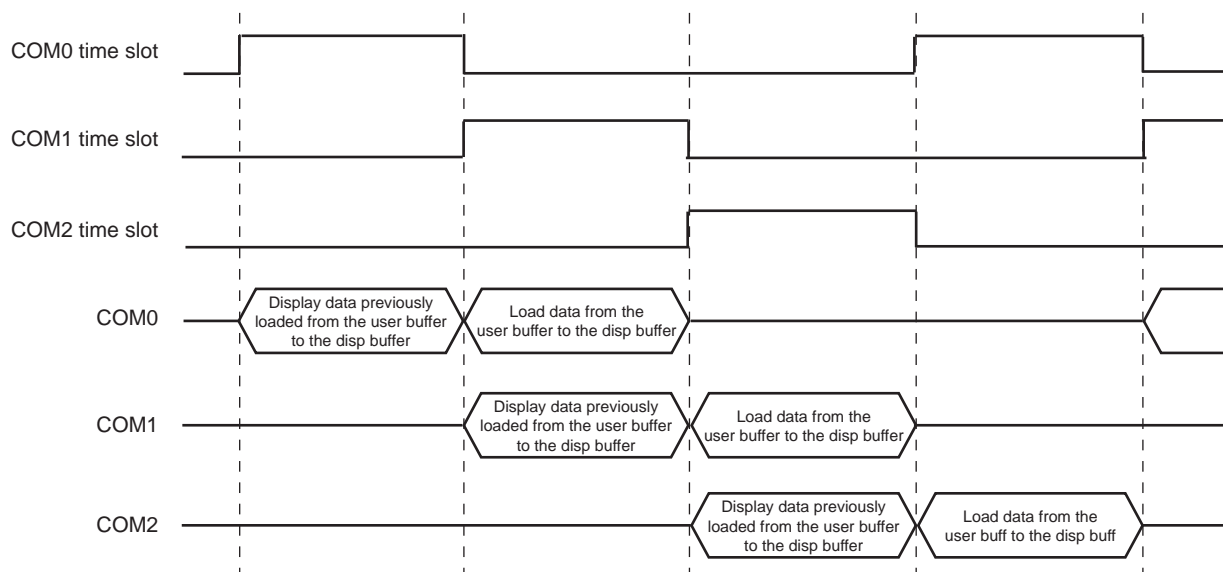 COM0 time slot
COM1 time slot
COM2 time slot
COM0
Display data previously
loaded from the user buffer
to the disp buffer
Load data from the
user buffer to the disp buffer
COM1
Display data previously
loaded from the user buffer
to the disp buffer
Load data from the
user buffer to the disp buffer
COM2
Display data previously
loaded from the user buffer
to the disp buffer
Load data from the
user buff to the disp buff